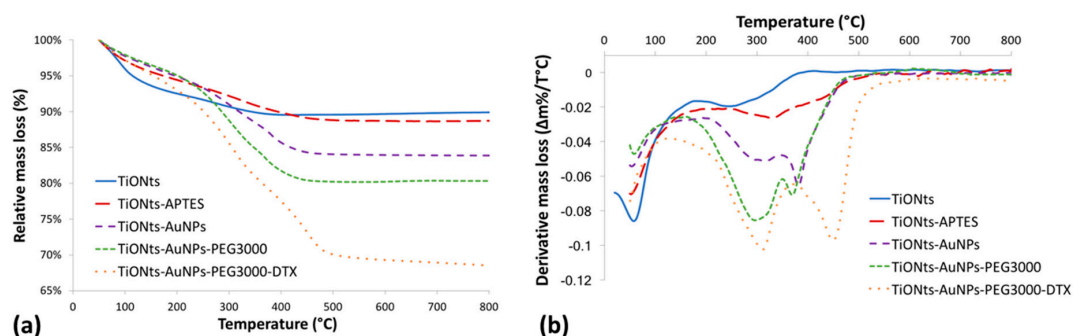 100%
95%
90%
85%
80%
75%
70%
65%
Relative mass loss (%)
TiONts
TiONts-APTES
TiONts-AuNPs
TiONts-AuNPs-PEG3000
TiONts-AuNPs-PEG3000-DTX
0 100 200 300 400 500 600 700 800
Temperature (°C)
(a)
Temperature (°C)
0 100 200 300 400 500 600 700 800
0
-0.02
-0.04
-0.06
-0.08
-0.1
-0.12
Derivative mass loss (Δm%/T°C)
TiONts
TiONts-APTES
TiONts-AuNPs
TiONts-AuNPs-PEG3000
TiONts-AuNPs-PEG3000-DTX
(b)